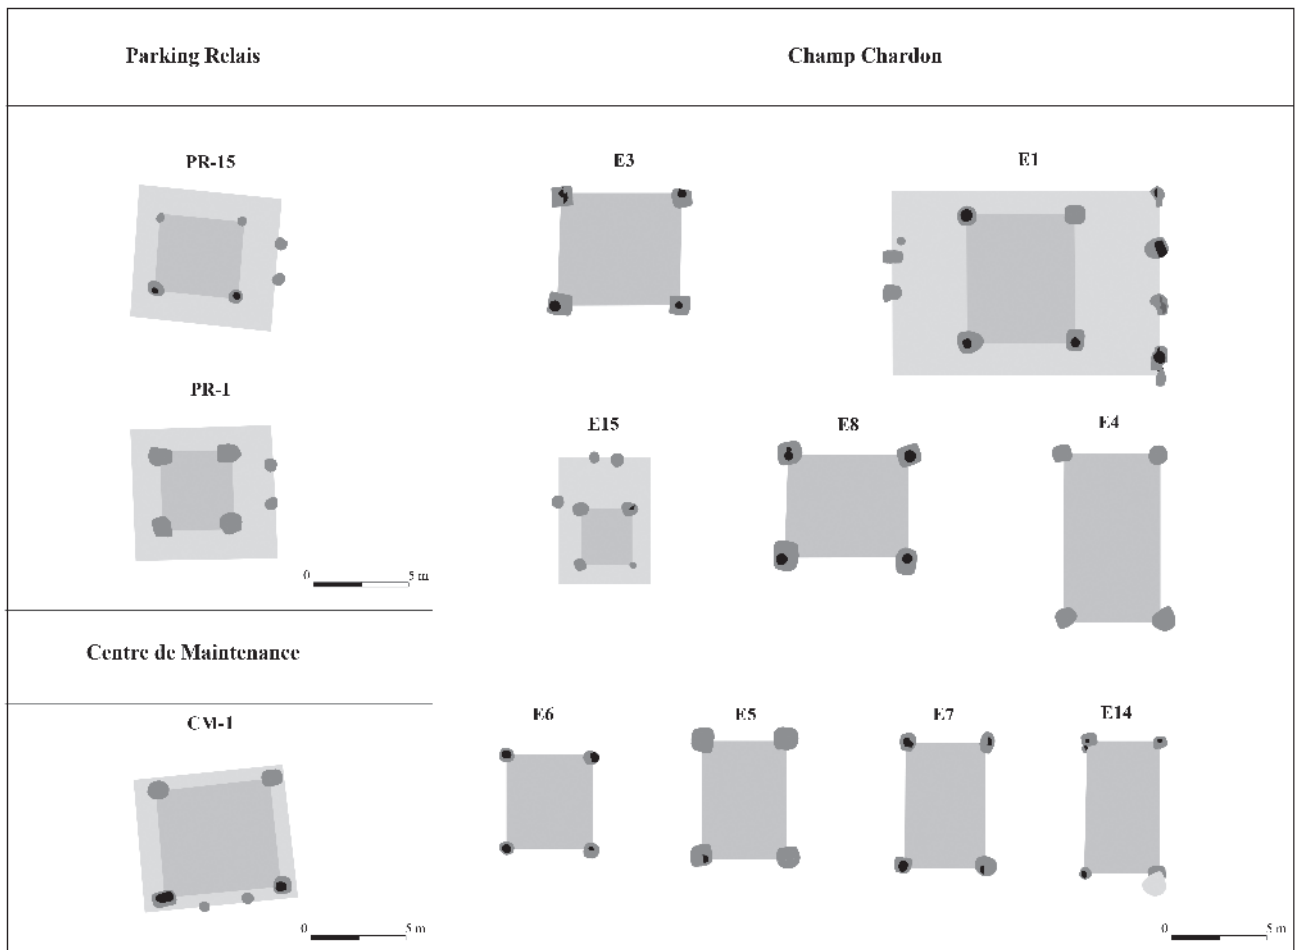 Parking Relais
Champ Chardon
PR-15
E3
E1
PR-1
E15
E8
E4
0 5 m
Centre de Maintenance
CM-1
E6
E5
E7
E14
0 5 m
0 5 m